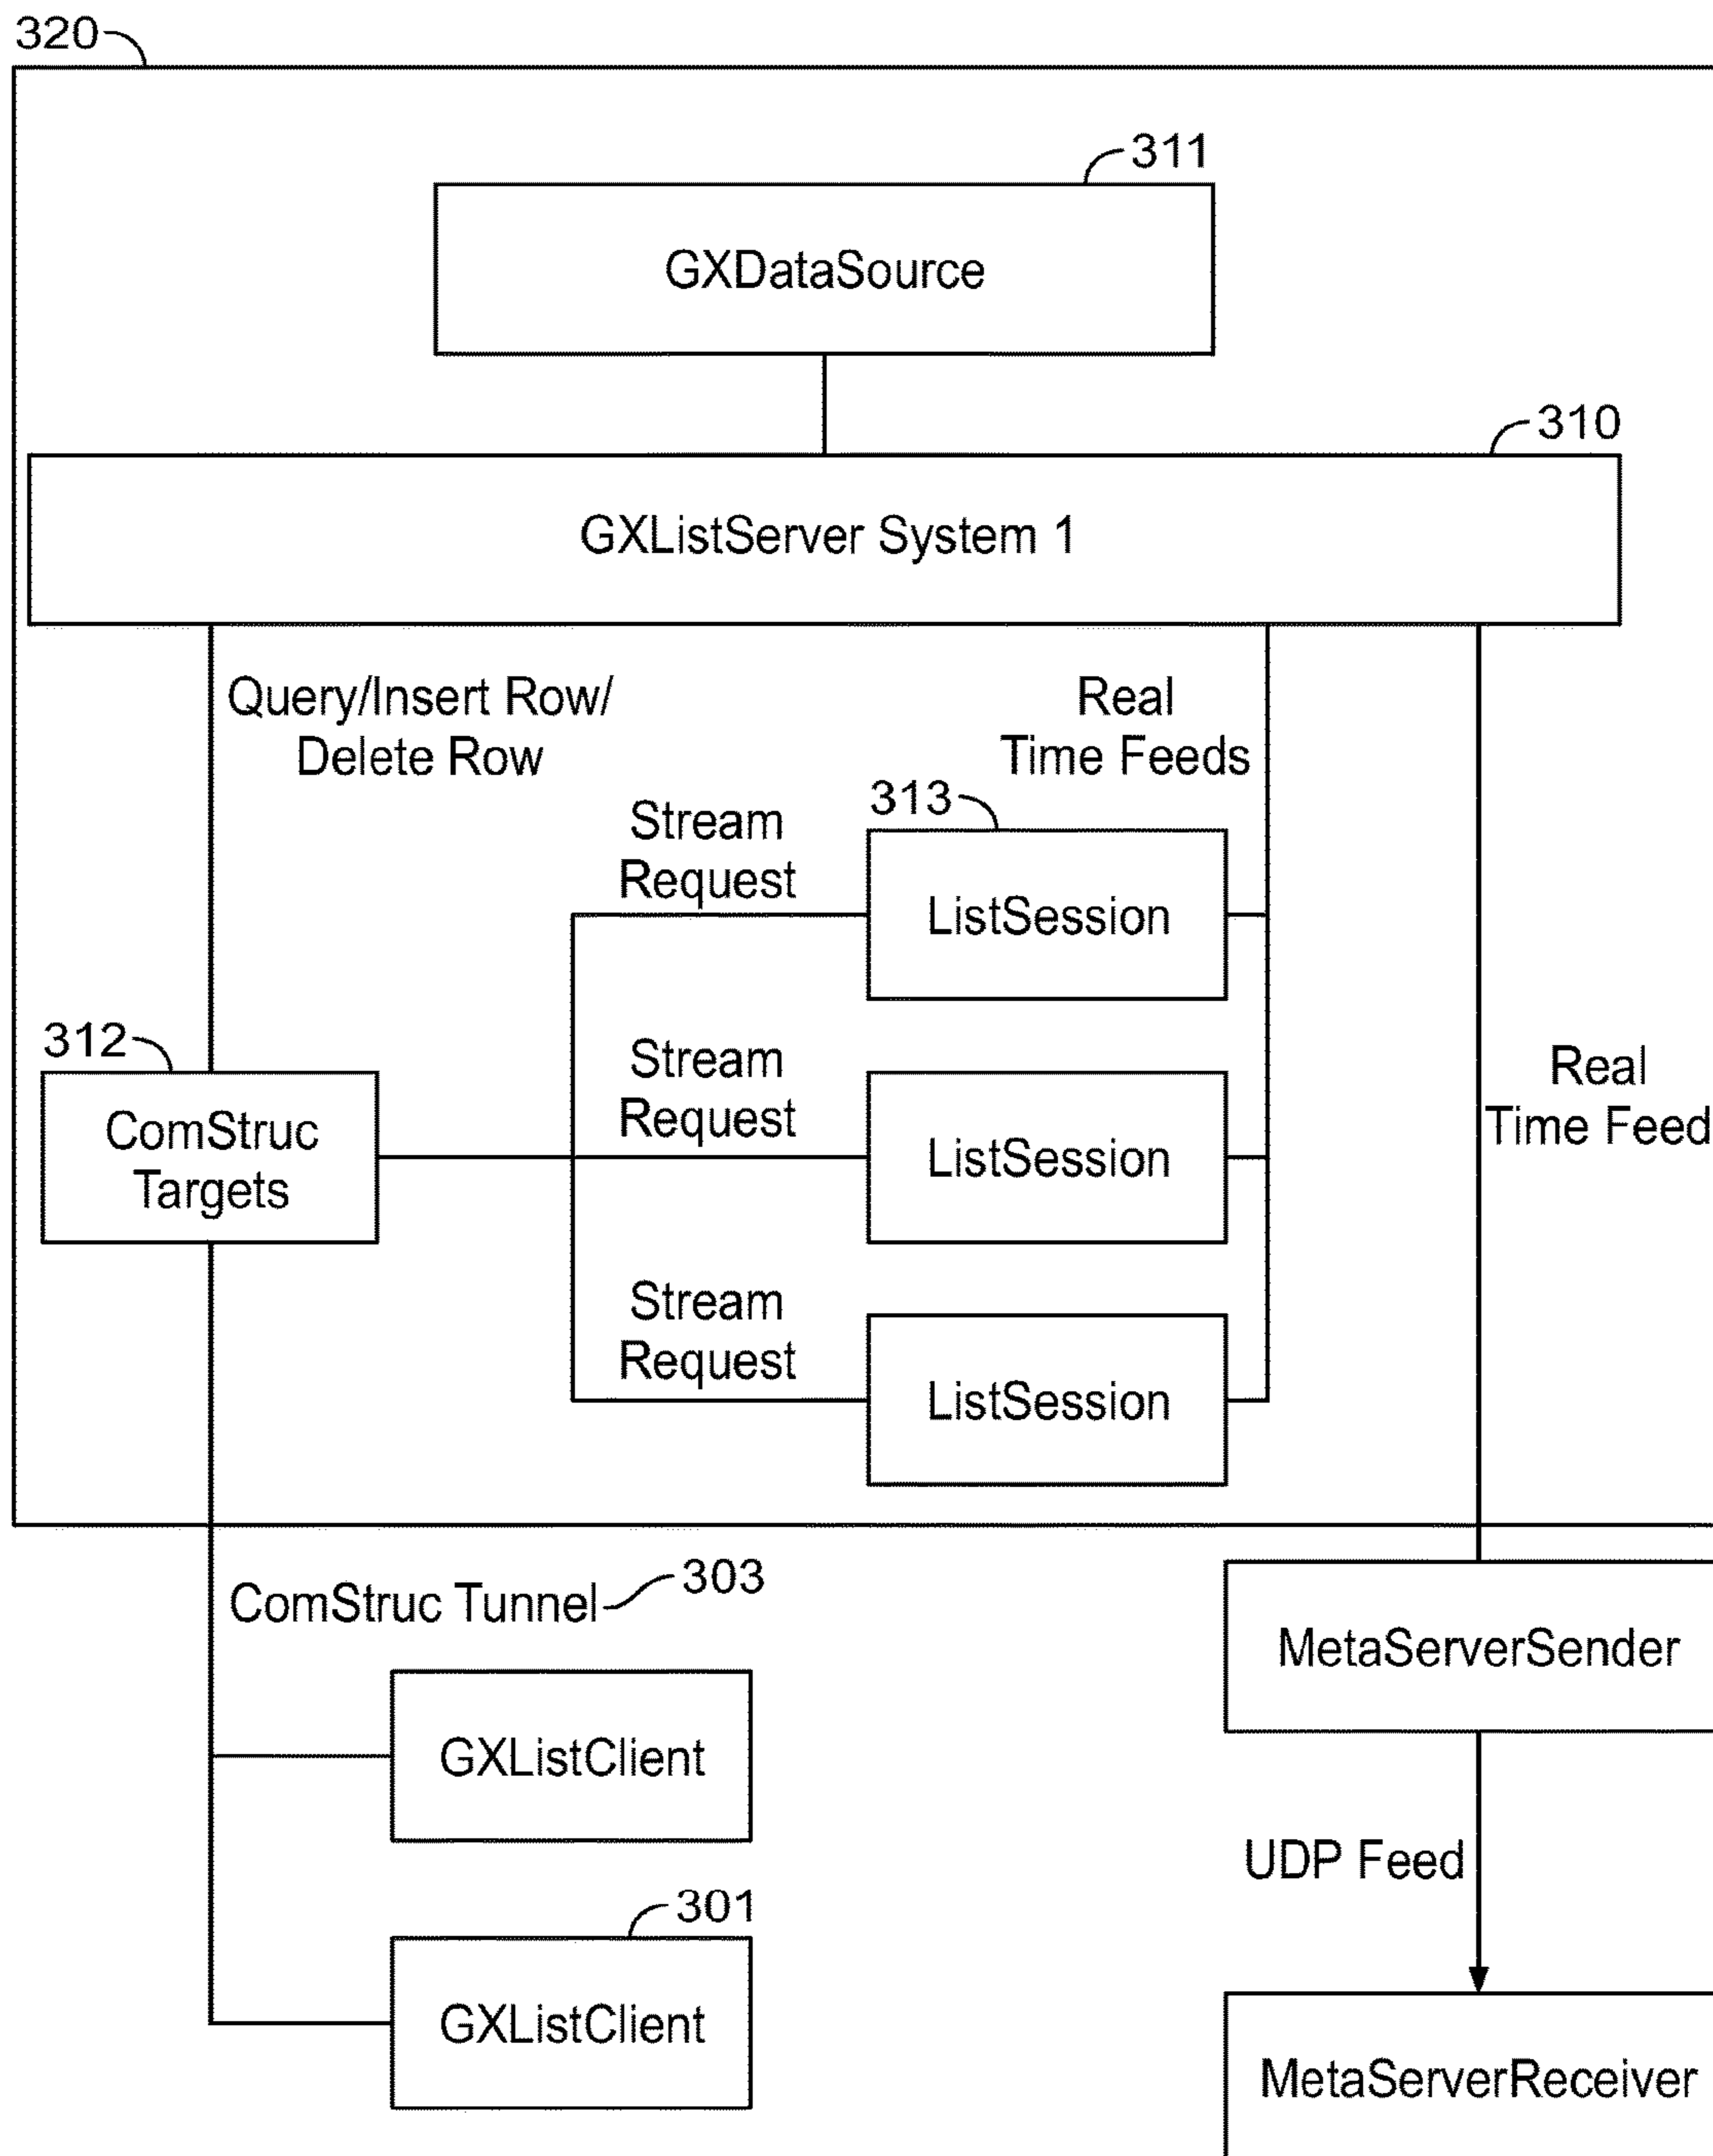 320
311
GXDataSource
310
GXListServer System 1
Query/Insert Row/
Delete Row
Real
Time Feeds
313
Stream
Request
ListSession
312
ComStruc
Targets
Stream
Request
ListSession
Real
Time Feed
Stream
Request
ListSession
ComStruc Tunnel
303
MetaServerSender
GXListClient
UDP Feed
301
GXListClient
MetaServerReceiver